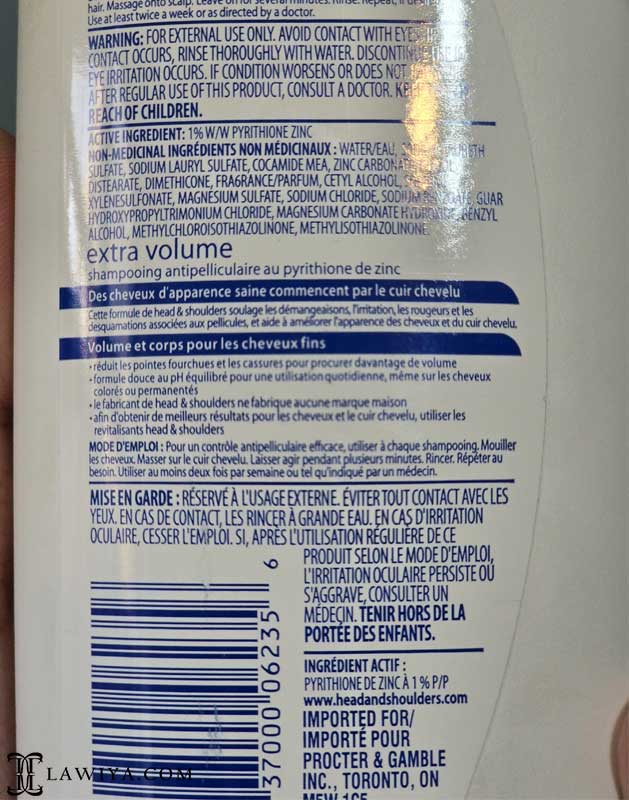 hair. Massage onto scalp. Leave on for several minutes. Rinse. Repeat, if
Use at least twice a week or as directed by a doctor.
WARNING: FOR EXTERNAL USE ONLY. AVOID CONTACT WITH EYES.
CONTACT OCCURS, RINSE THOROUGHLY WITH WATER. DISCONTINUE USE IF
EYE IRRITATION OCCURS. IF CONDITION WORSENS OR DOES NOT
AFTER REGULAR USE OF THIS PRODUCT, CONSULT A DOCTOR. KEEP
REACH OF CHILDREN.
ACTIVE INGREDIENT: 1% W/W PYRITHIONE ZINC
NON-MEDICINAL INGRÉDIENTS NON MÉDICINAUX : WATER/EAU,
SULFATE, SODIUM LAURYL SULFATE, COCAMIDE MEA, ZINC CARBONATE,
DISTEARATE, DIMETHICONE, FRAGRANCE/PARFUM, CETYL ALCOHOL,
XYLENESULFONATE, MAGNESIUM SULFATE, SODIUM CHLORIDE, SODIUM BENZOATE, GUAR
HYDROXYPROPYLTRIMONIUM CHLORIDE, MAGNESIUM CARBONATE HYDROXIDE, BENZYL
ALCOHOL, METHYLCHLOROISOTHIAZOLINONE, METHYLISOTHIAZOLINONE.
extra volume
shampooing antipelliculaire au pyrithione de zinc
Des cheveux d'apparence saine commencent par le cuir chevelu
Cette formule de head & shoulders soulage les démangeaisons, l'irritation, les rougeurs et les
desquamations associées aux pellicules, et aide à améliorer l'apparence des cheveux et du cuir chevelu.
Volume et corps pour les cheveux fins
• réduit les pointes fourchues et les cassures pour procurer davantage de volume
• formule douce au pH équilibré pour une utilisation quotidienne, même sur les cheveux
colorés ou permanentés
• le fabricant de head & shoulders ne fabrique aucune marque maison
• afin d'obtenir de meilleurs résultats pour les cheveux et le cuir chevelu, utiliser les
revitalisants head & shoulders
MODE D'EMPLOI : Pour un contrôle antipelliculaire efficace, utiliser à chaque shampooing. Mouiller
les cheveux. Masser sur le cuir chevelu. Laisser agir pendant plusieurs minutes. Rincer. Répéter au
besoin. Utiliser au moins deux fois par semaine ou tel qu'indiqué par un médecin.
MISE EN GARDE : RÉSERVÉ À L'USAGE EXTERNE. ÉVITER TOUT CONTACT AVEC LES
YEUX. EN CAS DE CONTACT, LES RINCER À GRANDE EAU. EN CAS D'IRRITATION
OCULAIRE, CESSER L'EMPLOI. SI, APRÈS L'UTILISATION RÉGULIÈRE DE CE
PRODUIT SELON LE MODE D'EMPLOI,
L'IRRITATION OCULAIRE PERSISTE OU
S'AGGRAVE, CONSULTER UN
MÉDECIN. TENIR HORS DE LA
PORTÉE DES ENFANTS.
INGRÉDIENT ACTIF :
PYRITHIONE DE ZINC À 1 % P/P
www.headandshoulders.com
IMPORTED FOR/
IMPORTÉ POUR
PROCTER & GAMBLE
INC., TORONTO, ON
M5W 1C5
37000 06235 6
LAWIYA.COM